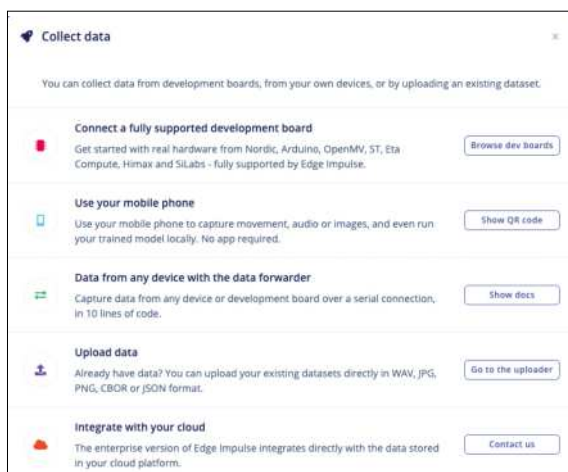 Collect data
×
You can collect data from development boards, from your own devices, or by uploading an existing dataset.
Connect a fully supported development board
Get started with real hardware from Nordic, Arduino, OpenMV, ST, Eta
Compute, Himax and SiLabs - fully supported by Edge Impulse.
Browse dev boards
Use your mobile phone
Use your mobile phone to capture movement, audio or images, and even run
your trained model locally. No app required.
Show QR code
Data from any device with the data forwarder
Capture data from any device or development board over a serial connection,
in 10 lines of code.
Show docs
Upload data
Already have data? You can upload your existing datasets directly in WAV, JPG,
PNG, CBOR or JSON format.
Go to the uploader
Integrate with your cloud
The enterprise version of Edge Impulse integrates directly with the data stored
in your cloud platform.
Contact us